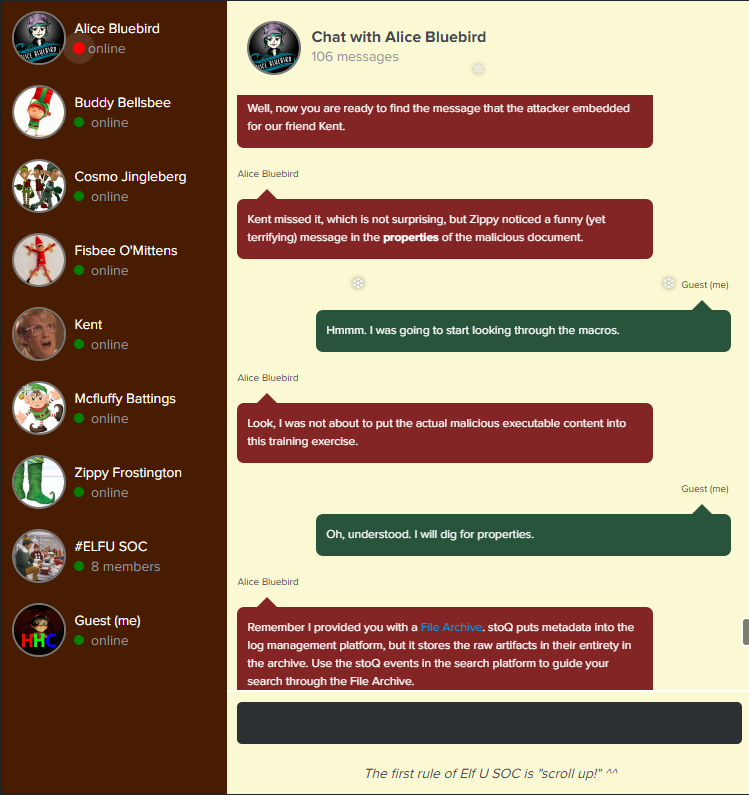 Alice Bluebird
online
Buddy Bellsbee
online
Cosmo Jingleberg
online
Fisbee O'Mittens
online
Kent
online
Mcfluffy Battings
online
Zippy Frostington
online
#ELFU SOC
8 members
Guest (me)
online
HHC
Chat with Alice Bluebird
106 messages
Well, now you are ready to find the message that the attacker embedded
for our friend Kent.
Alice Bluebird
Kent missed it, which is not surprising, but Zippy noticed a funny (yet
terrifying) message in the properties of the malicious document.
Guest (me)
Hmmm. I was going to start looking through the macros.
Alice Bluebird
Look, I was not about to put the actual malicious executable content into
this training exercise.
Guest (me)
Oh, understood. I will dig for properties.
Alice Bluebird
Remember I provided you with a File Archive. stoQ puts metadata into the
log management platform, but it stores the raw artifacts in their entirety in
the archive. Use the stoQ events in the search platform to guide your
search through the File Archive.
The first rule of Elf U SOC is "scroll up!" ^^